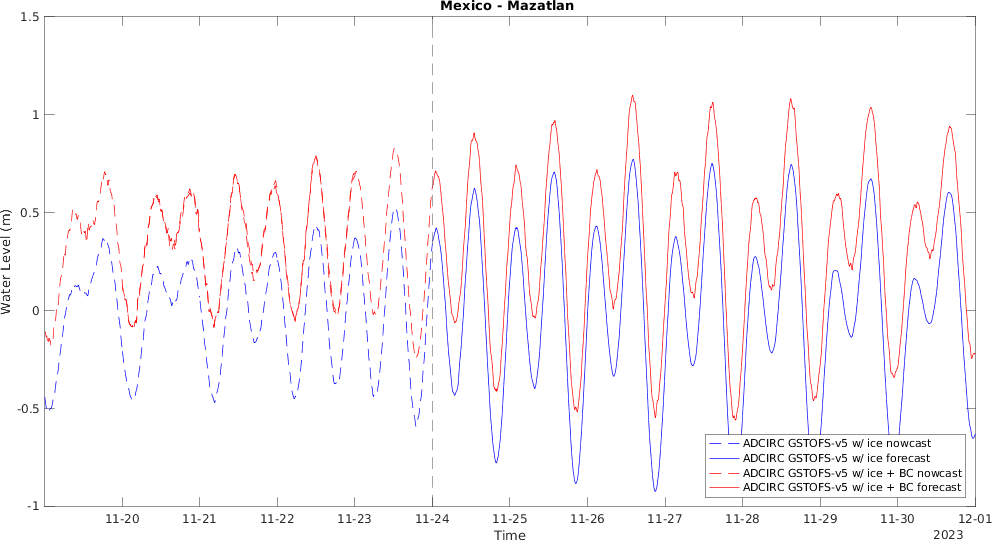 Mexico - Mazatlan
1.5
1
0.5
0
-0.5
-1
Water Level (m)
11-20
11-21
11-22
11-23
11-24
11-25
11-26
11-27
11-28
11-29
11-30
12-01
Time
2023
ADCIRC GSTOFS-v5 w/ ice nowcast
ADCIRC GSTOFS-v5 w/ ice forecast
ADCIRC GSTOFS-v5 w/ ice + BC nowcast
ADCIRC GSTOFS-v5 w/ ice + BC forecast